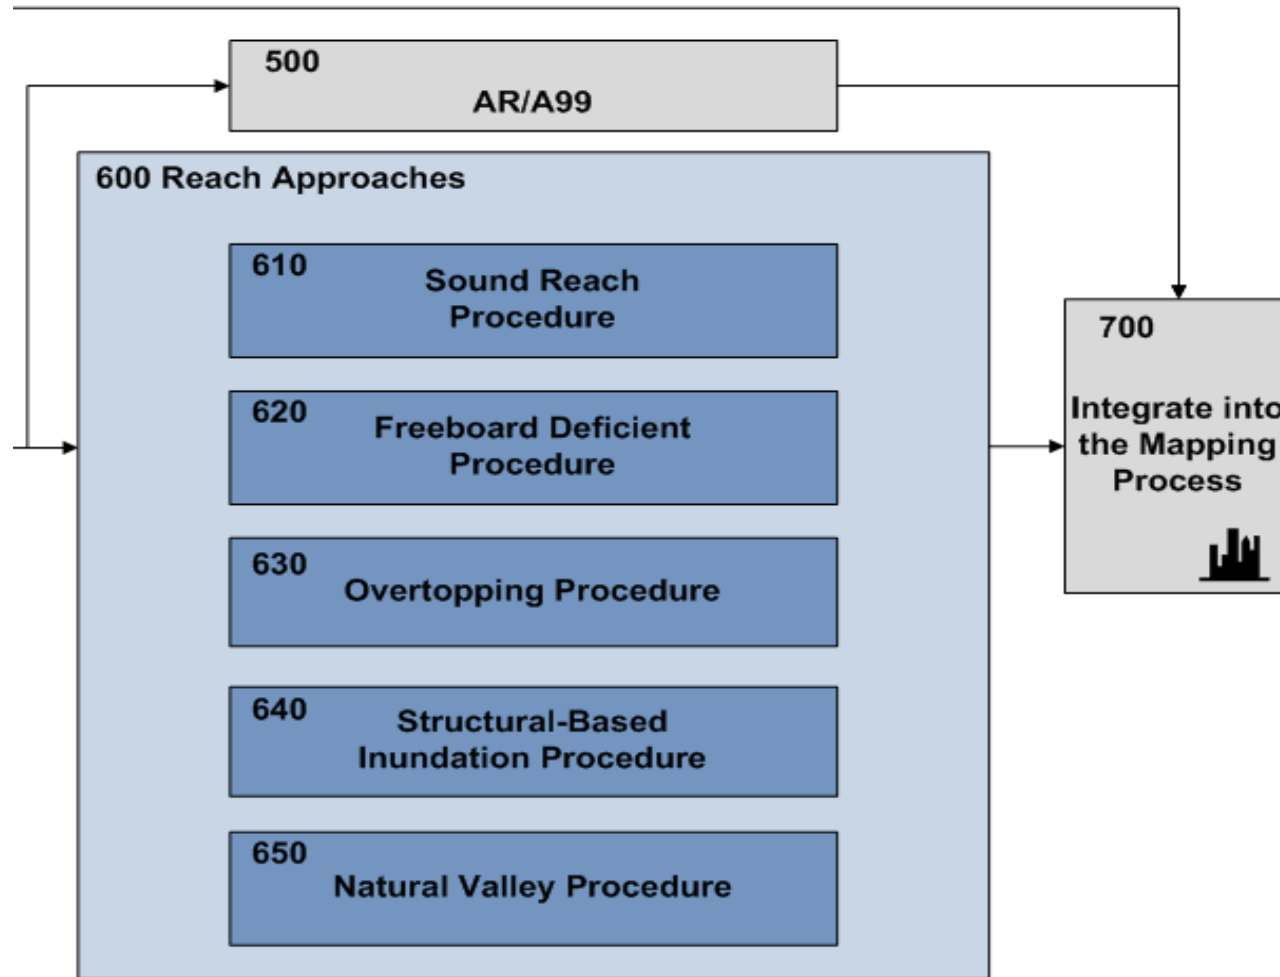 500
AR/A99
600 Reach Approaches
610
Sound Reach
Procedure
620
Freeboard Deficient
Procedure
630
Overtopping Procedure
640
Structural-Based
Inundation Procedure
650
Natural Valley Procedure
700
Integrate into
the Mapping
Process